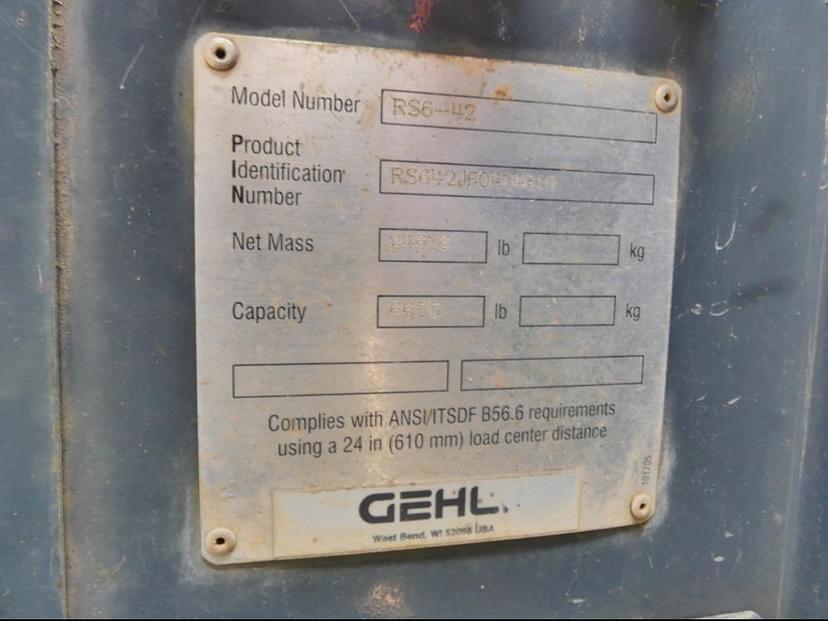 Model Number RS6-42
Product
Identification
Number
Net Mass lb kg
Capacity lb kg
Complies with ANSI/ITSDF B56.6 requirements
using a 24 in (610 mm) load center distance
101705
GEHL
West Bend, WI 53095 USA